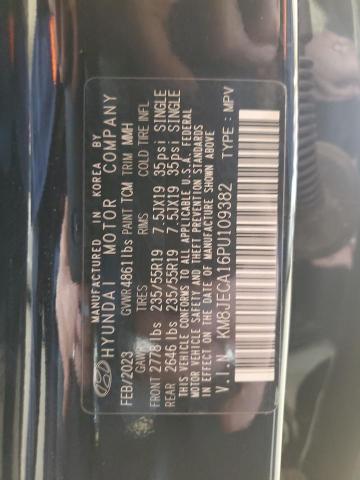 MANUFACTURED IN KOREA BY
HYUNDAI MOTOR COMPANY
FEB/2023 GVWR 4861lbs PAINT TCM TRIM MMH
GAWR TIRES RIMS COLD TIRE INFL
FRONT 2778lbs 235/55R19 7.5JX19 35psi SINGLE
REAR 2646lbs 235/55R19 7.5JX19 35psi SINGLE
THIS VEHICLE CONFORMS TO ALL APPLICABLE U.S.A. FEDERAL
MOTOR VEHICLE SAFETY AND THEFT PREVENTION STANDARDS
IN EFFECT ON THE DATE OF MANUFACTURE SHOWN ABOVE
V.I.N: KM8JECA16PU109382 TYPE: MPV